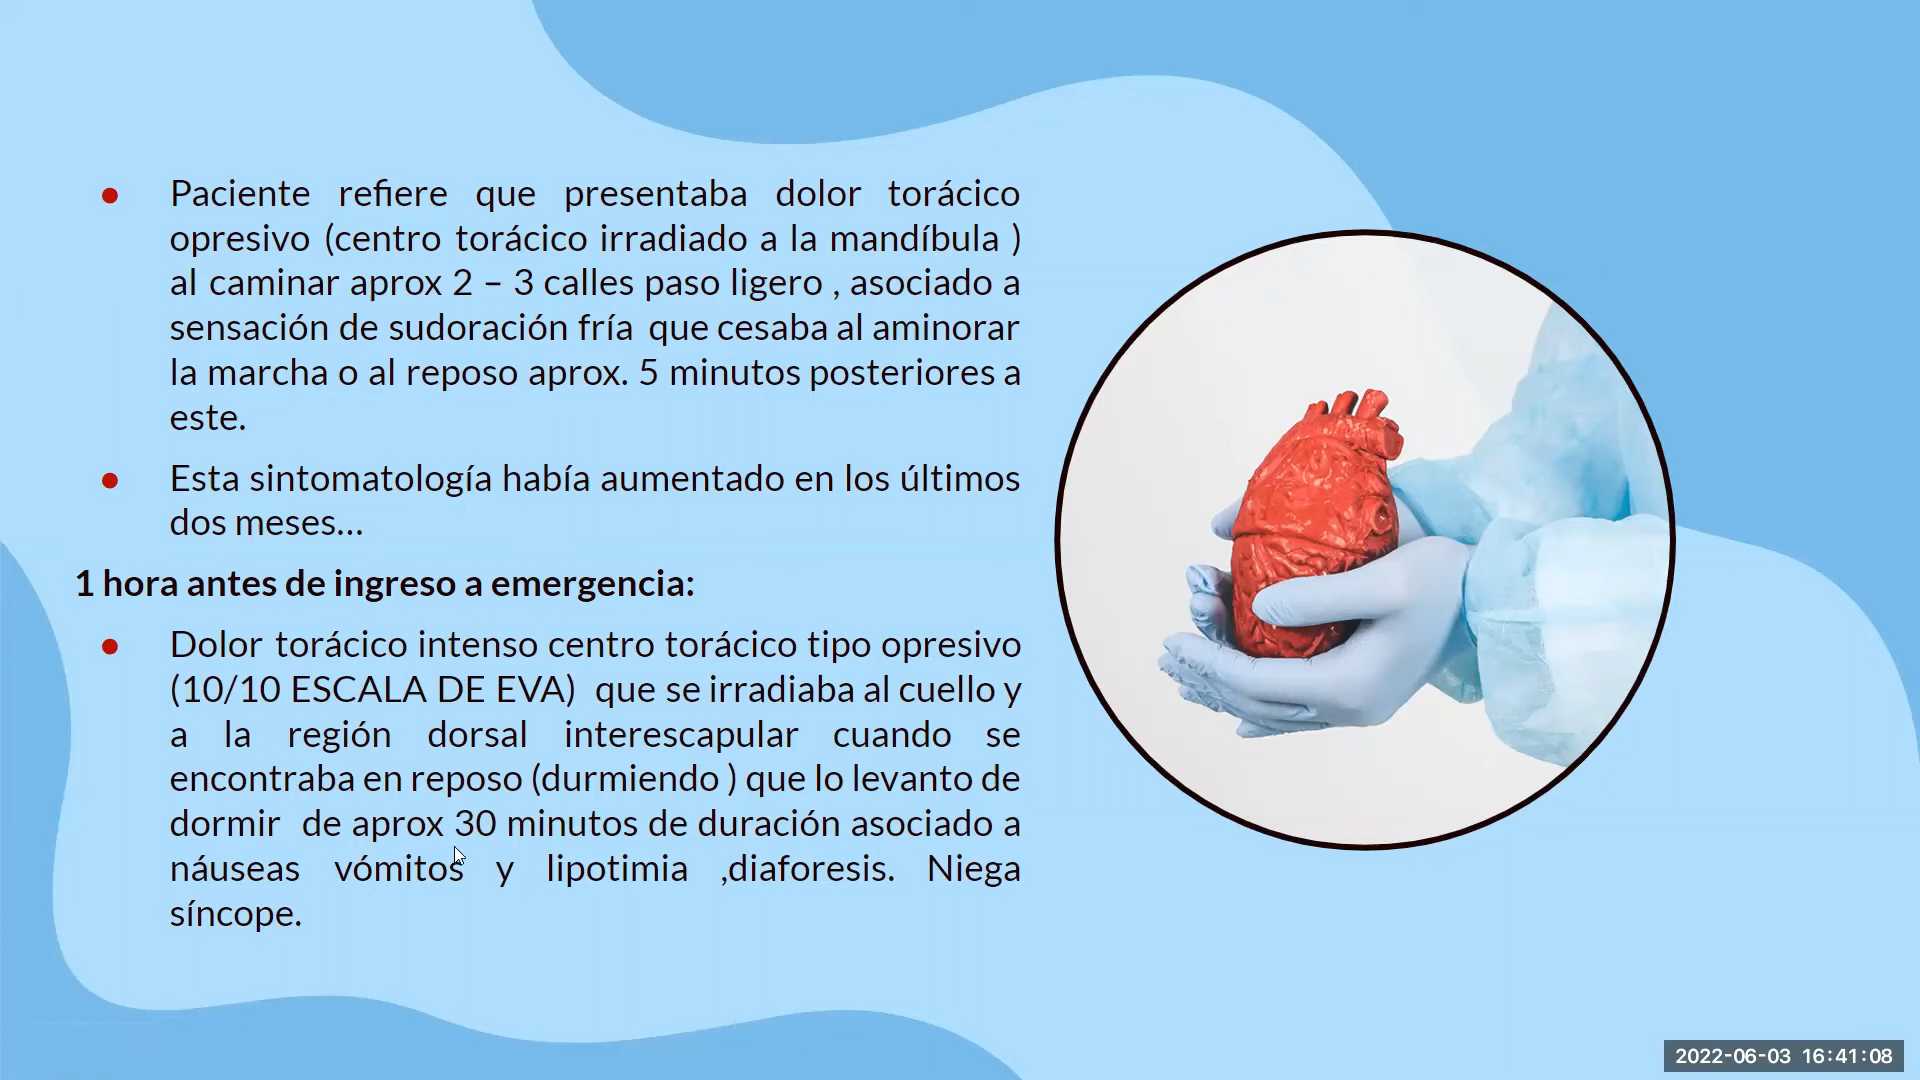 Paciente refiere que presentaba dolor torácico
opresivo (centro torácico irradiado a la mandíbula )
al caminar aprox 2 – 3 calles paso ligero , asociado a
sensación de sudoración fría que cesaba al aminorar
la marcha o al reposo aprox. 5 minutos posteriores a
este.
Esta sintomatología había aumentado en los últimos
dos meses…
1 hora antes de ingreso a emergencia:
Dolor torácico intenso centro torácico tipo opresivo
(10/10 ESCALA DE EVA) que se irradiaba al cuello y
a la región dorsal interescapular cuando se
encontraba en reposo (durmiendo ) que lo levanto de
dormir de aprox 30 minutos de duración asociado a
náuseas vómitos y lipotimia ,diaforesis. Niega
síncope.
2022-06-03 16:41:08